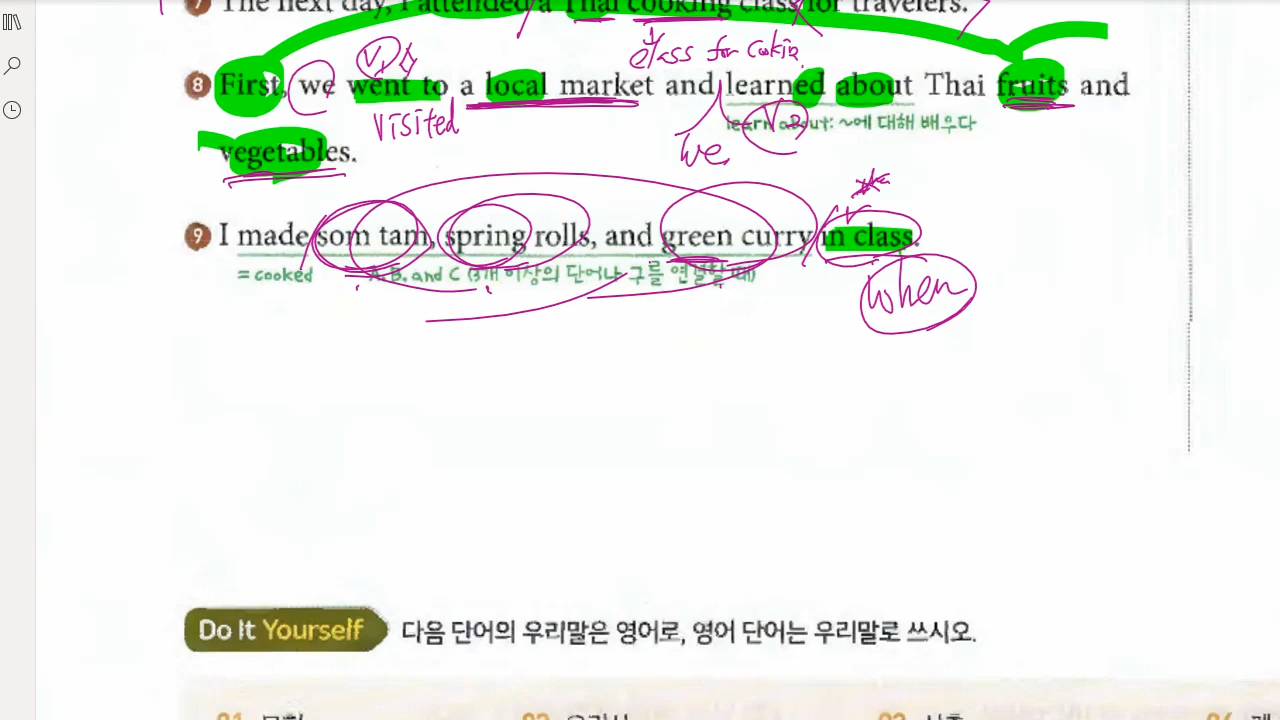 7 The next day, I attended a Thai cooking class for travelers.
class for
8 First, we went to a local market and learned about Thai fruits and
visited
learn about: ~에 대해 배우다
we
vegetables.
9 I made som tam, spring rolls, and green curry in class.
= cooked
A, B, and C (3개 이상의 단어나 구를 연결할 때)
when
Do It Yourself 다음 단어의 우리말은 영어로, 영어 단어는 우리말로 쓰시오.